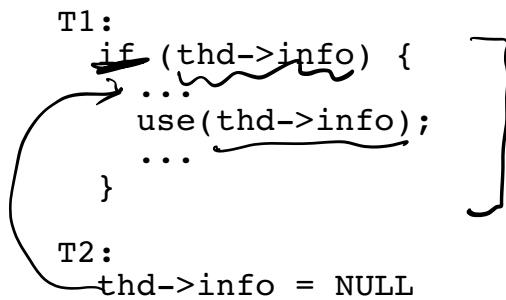 T1:
if (thd->info) {
...
use(thd->info);
...
}
T2:
thd->info = NULL